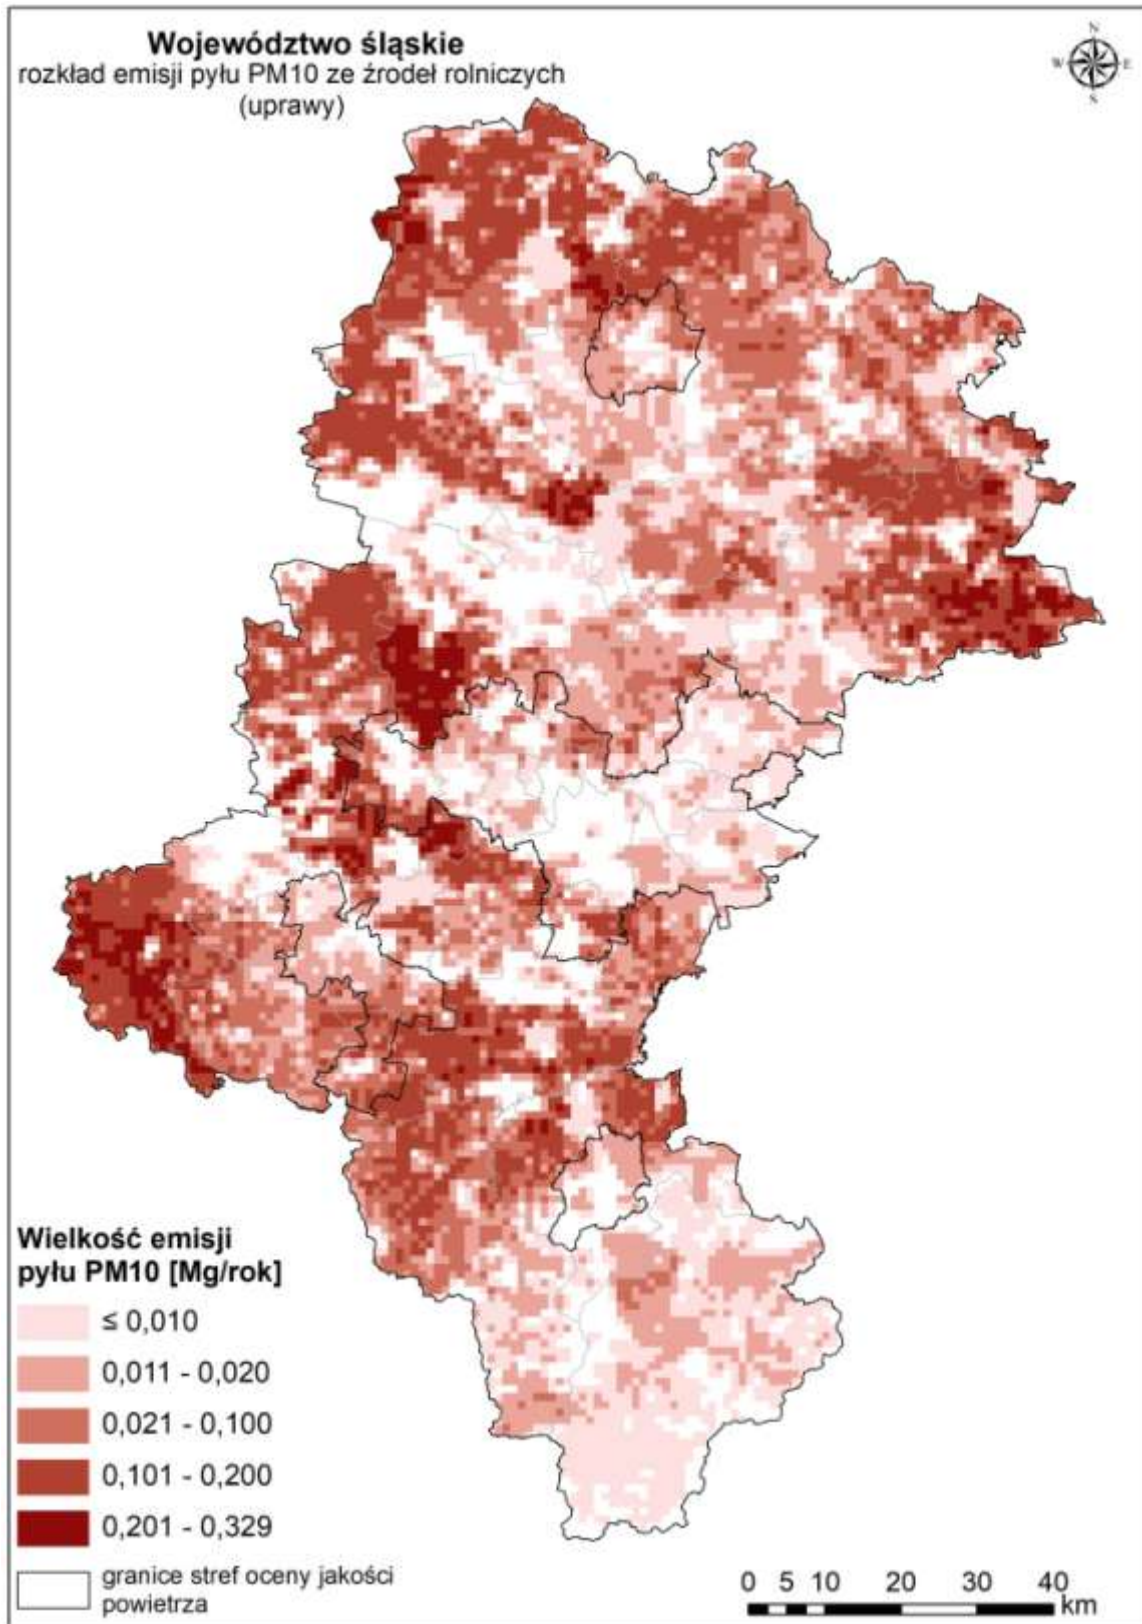 Województwo śląskie
rozkład emisji pyłu PM10 ze źrodeł rolniczych
(uprawy)
N
W E
S
Wielkość emisji
pyłu PM10 [Mg/rok]
≤ 0,010
0,011 - 0,020
0,021 - 0,100
0,101 - 0,200
0,201 - 0,329
granice stref oceny jakości
powietrza
0 5 10 20 30 40
km